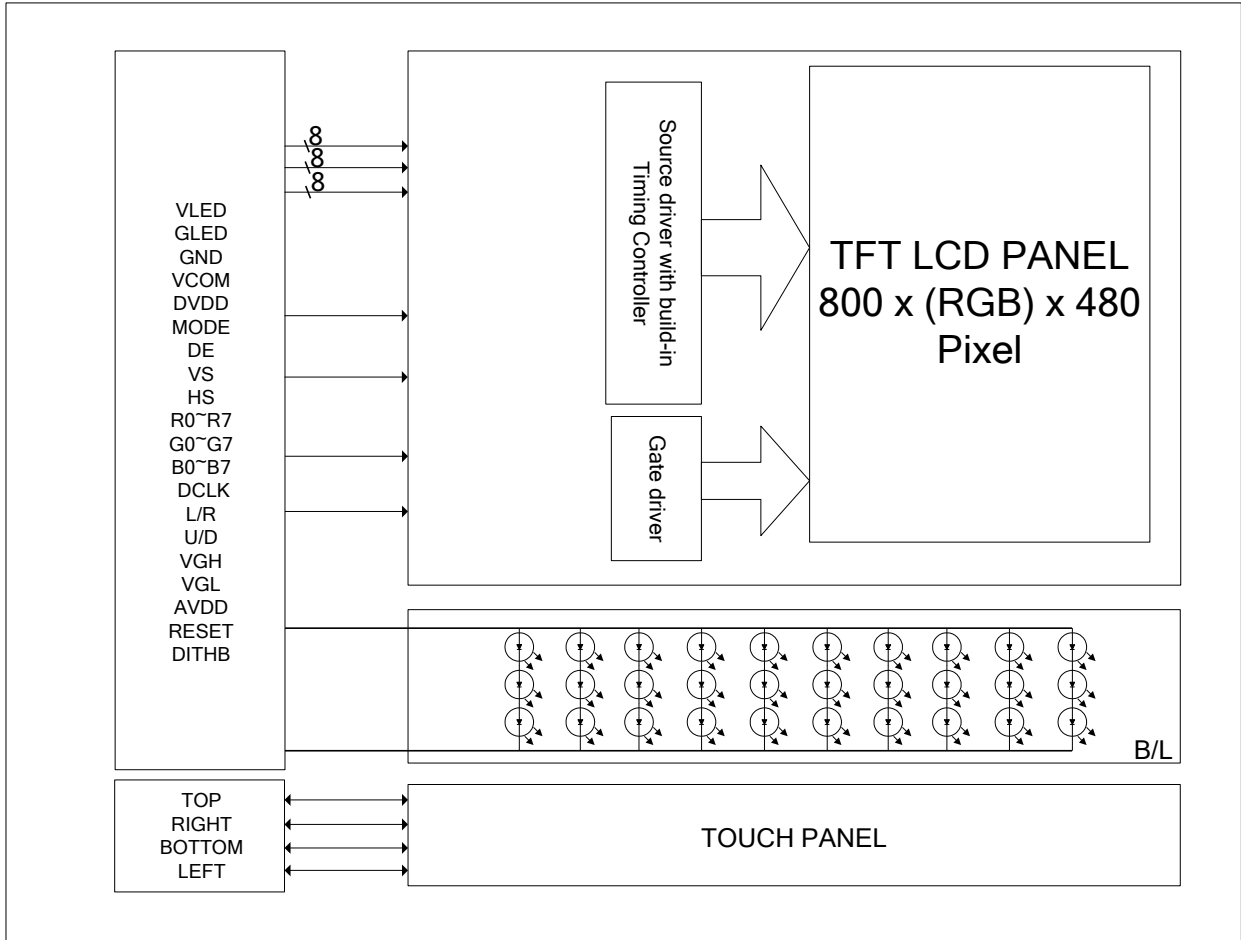 8
8
8
VLED
GLED
GND
VCOM
DVDD
MODE
DE
VS
HS
R0~R7
G0~G7
B0~B7
DCLK
L/R
U/D
VGH
VGL
AVDD
RESET
DITHB
Source driver with build-in
Timing Controller
Gate driver
TFT LCD PANEL
800 x (RGB) x 480
Pixel
B/L
TOP
RIGHT
BOTTOM
LEFT
TOUCH PANEL